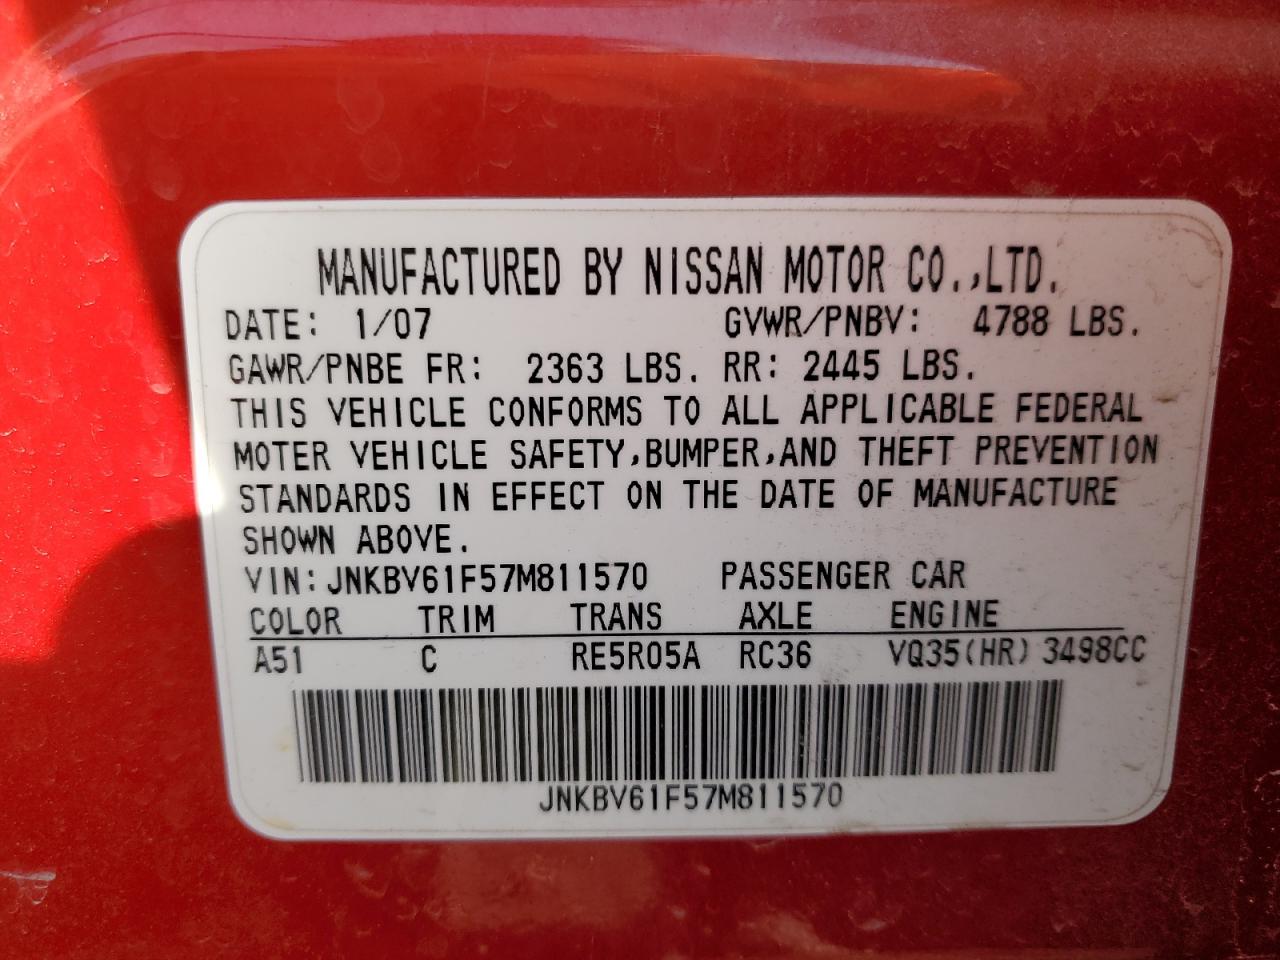 MANUFACTURED BY NISSAN MOTOR CO.,LTD.
DATE: 1/07 GVWR/PNBV: 4788 LBS.
GAWR/PNBE FR: 2363 LBS. RR: 2445 LBS.
THIS VEHICLE CONFORMS TO ALL APPLICABLE FEDERAL
MOTER VEHICLE SAFETY,BUMPER,AND THEFT PREVENTION
STANDARDS IN EFFECT ON THE DATE OF MANUFACTURE
SHOWN ABOVE.
VIN:JNKBV61F57M811570 PASSENGER CAR
COLOR TRIM TRANS AXLE ENGINE
A51 C RE5R05A RC36 VQ35(HR) 3498CC
JNKBV61F57M811570